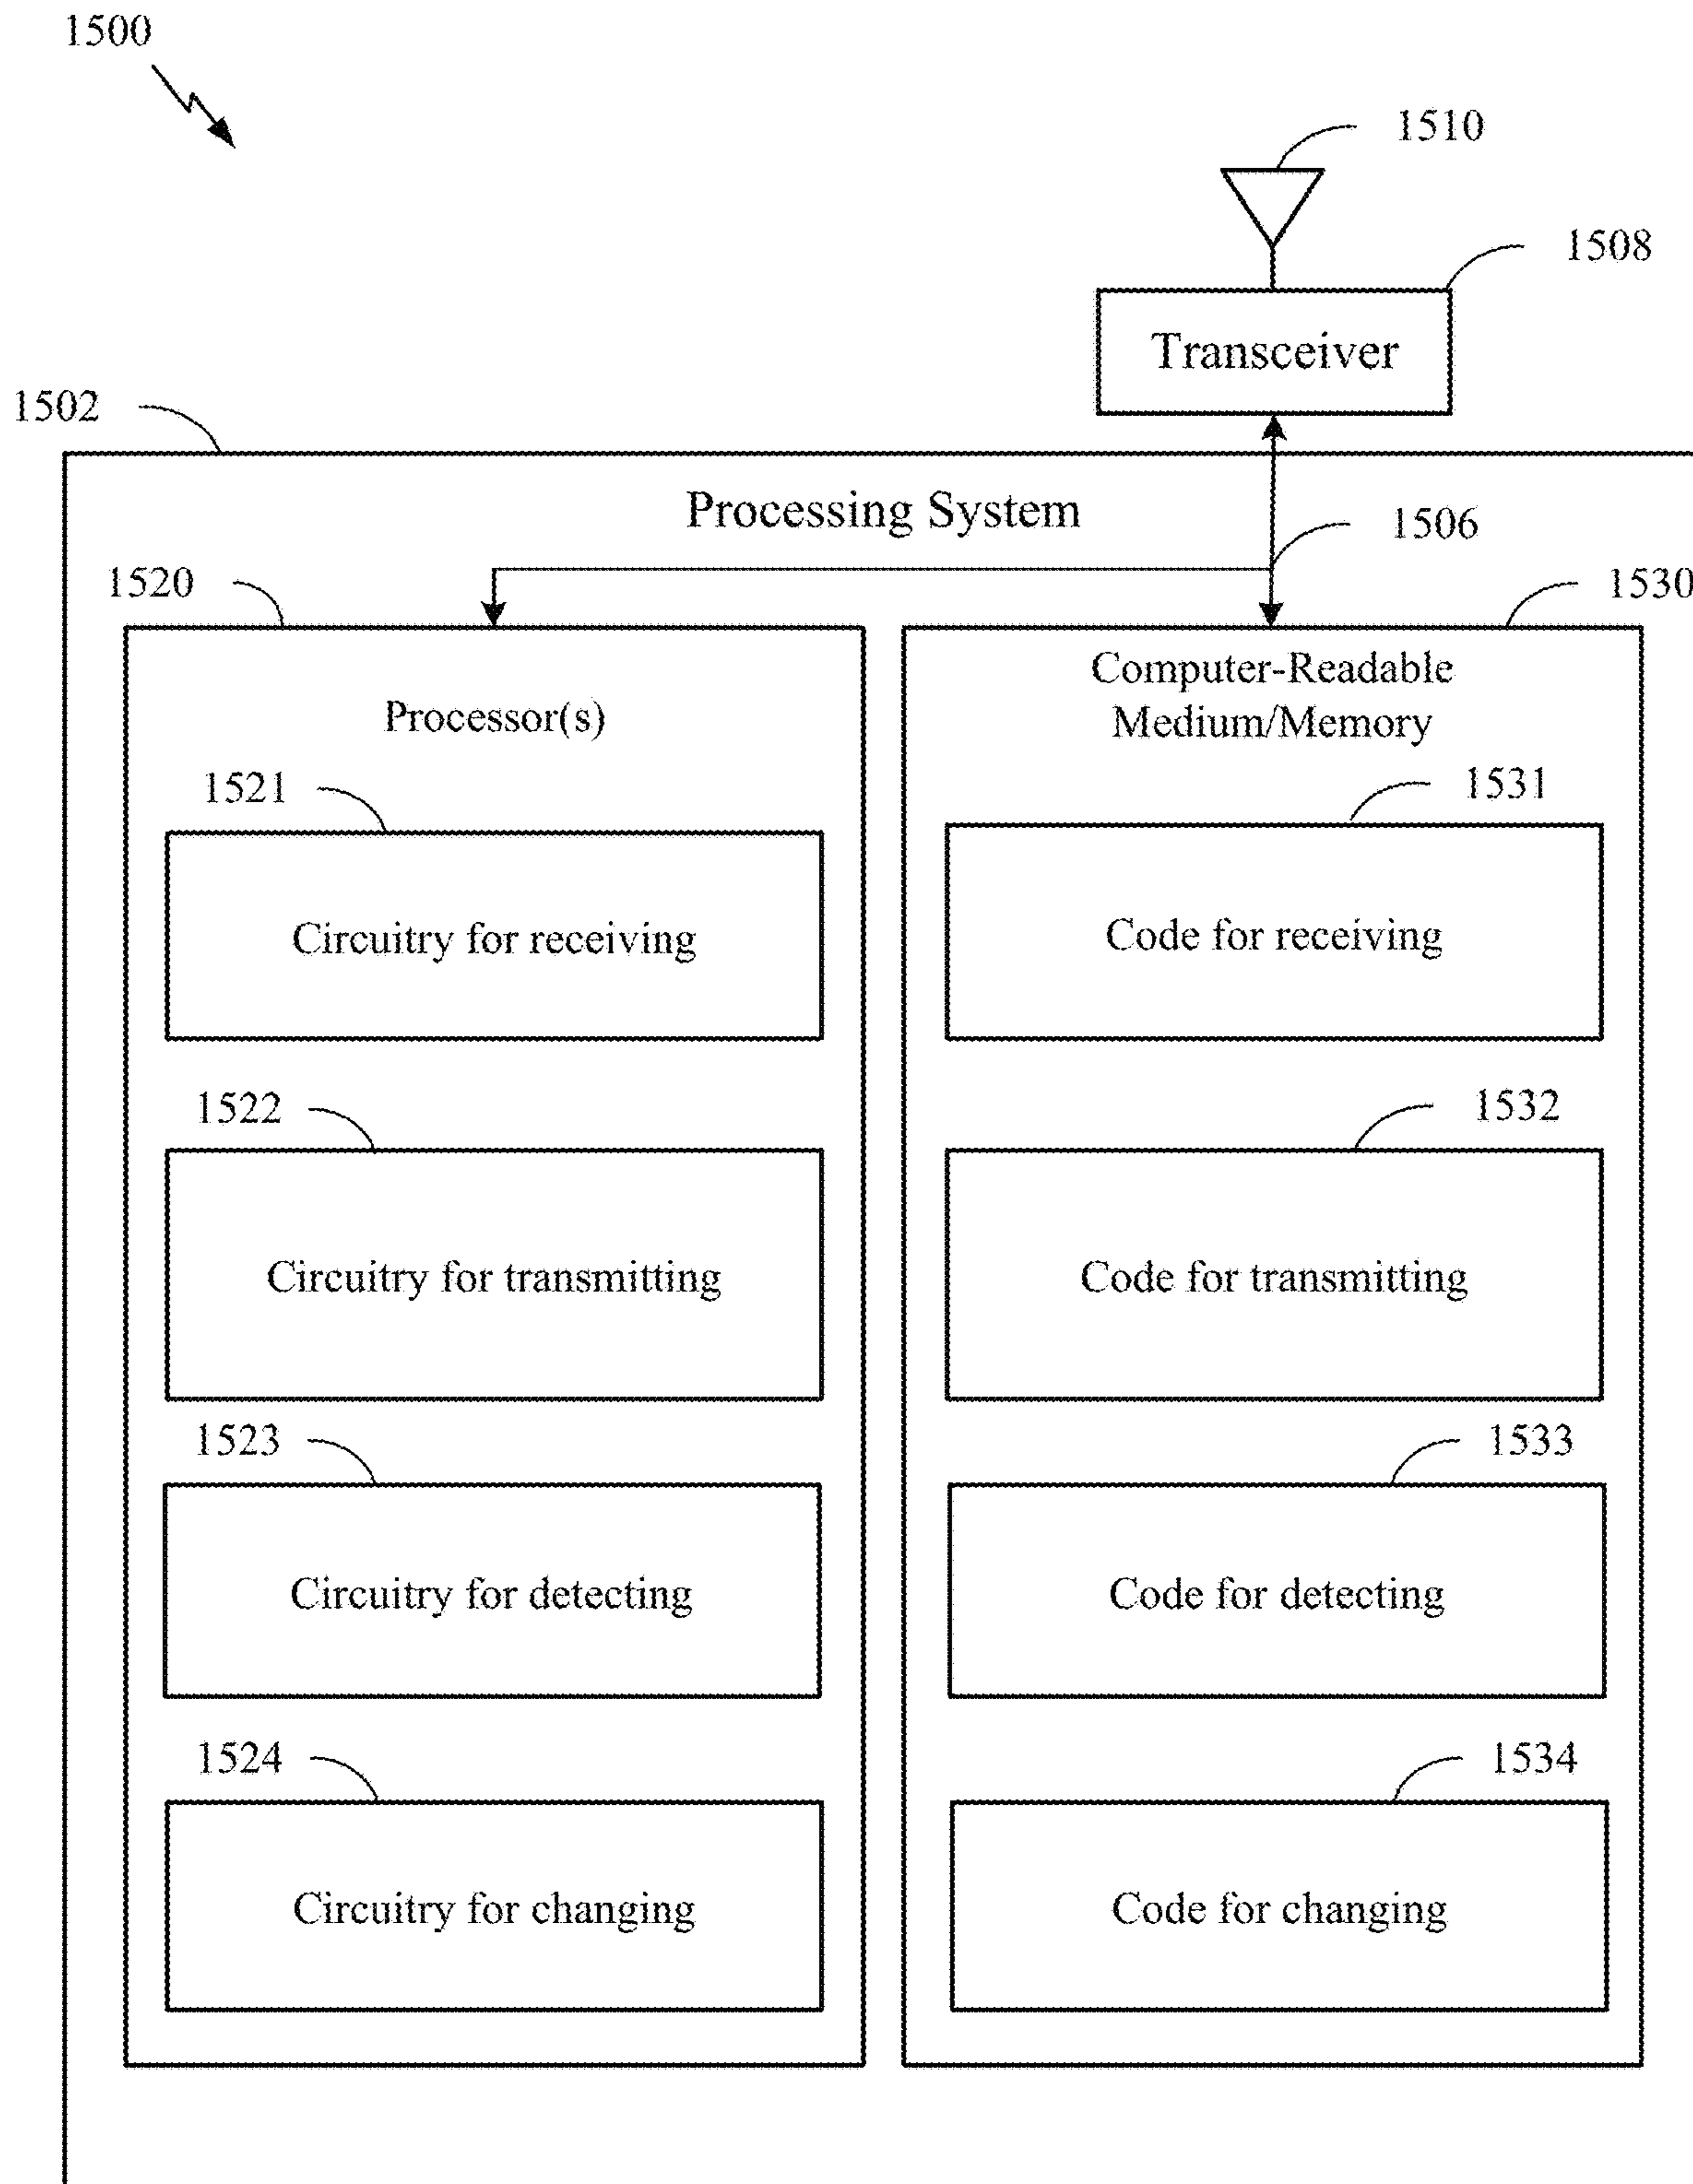 1500
1510
1508
Transceiver
1502
Processing System
1506
1520
1530
Processor(s)
Computer-Readable
Medium/Memory
1521
1531
Circuitry for receiving
Code for receiving
1522
1532
Circuitry for transmitting
Code for transmitting
1523
1533
Circuitry for detecting
Code for detecting
1524
1534
Circuitry for changing
Code for changing